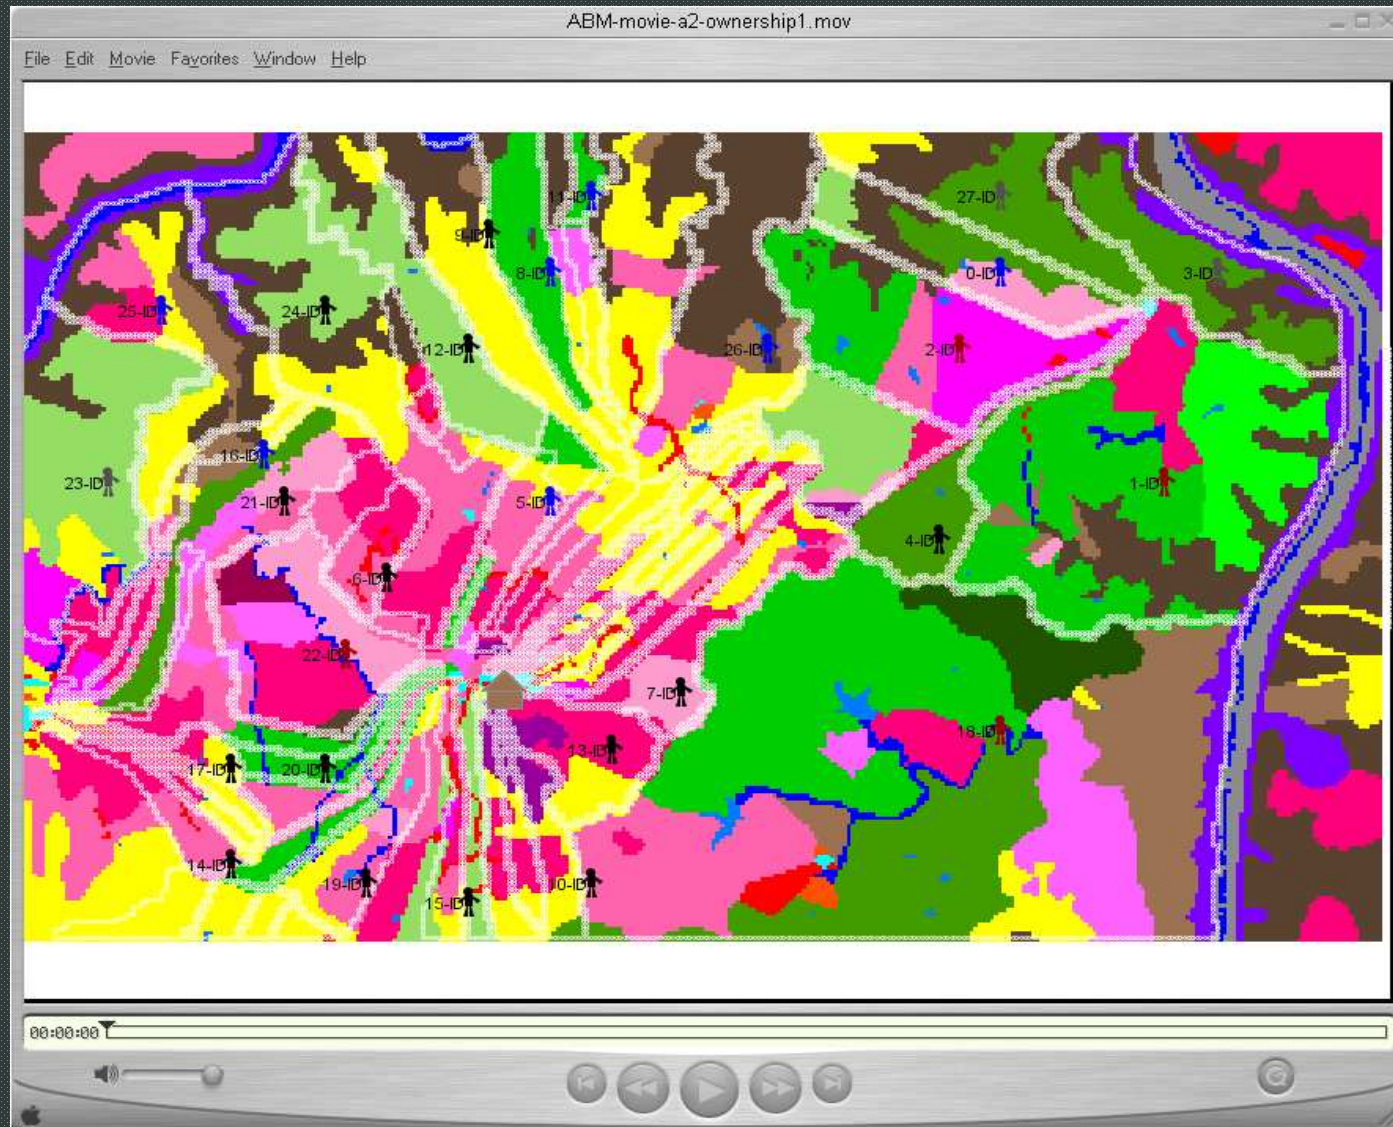 ABM-movie-a2-ownership1.mov
File Edit Movie Favorites Window Help
11-ID
27-ID
9-ID
8-ID
0-ID
3-ID
25-ID
24-ID
12-ID
26-ID
2-ID
16-ID
23-ID
21-ID
5-ID
1-ID
4-ID
6-ID
22-ID
7-ID
18-ID
13-ID
17-ID
20-ID
14-ID
19-ID
10-ID
15-ID
00:00:00